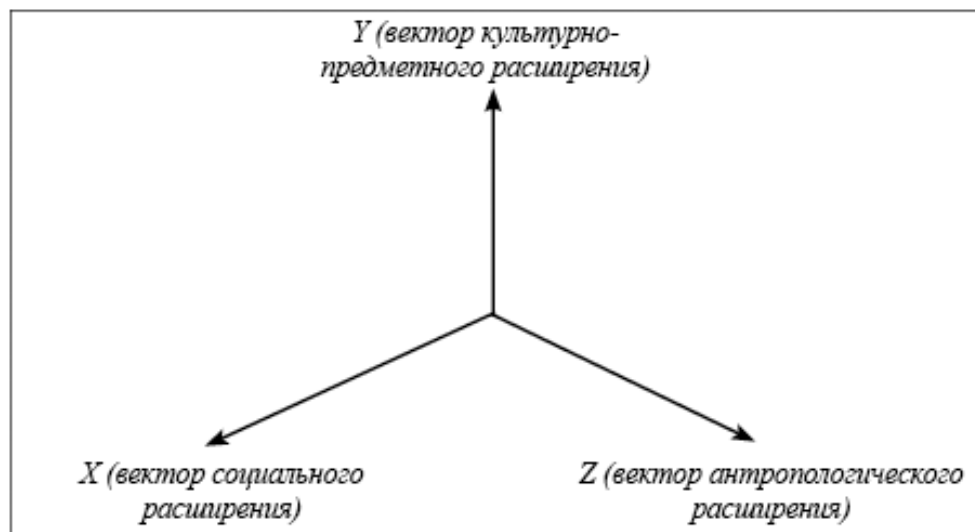 Y (вектор культурно-
предметного расширения)
X (вектор социального
расширения)
Z (вектор антропологического
расширения)